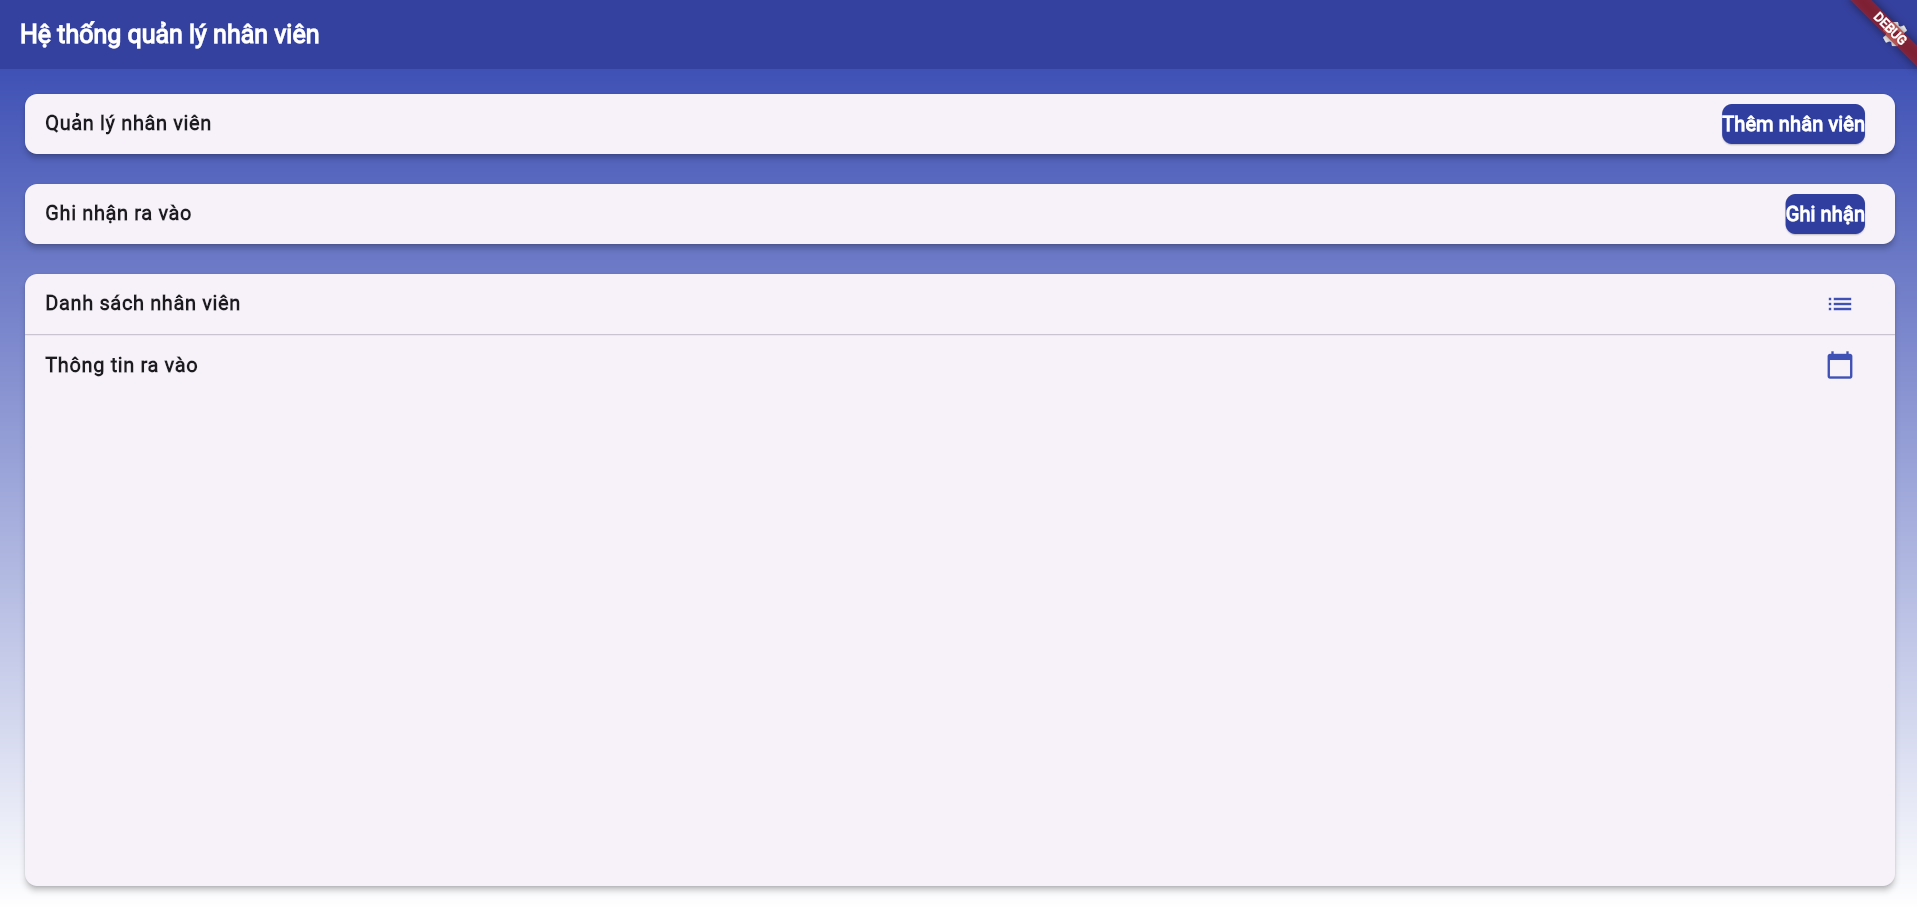 Hệ thống quản lý nhân viên
DEBUG
Quản lý nhân viên
Thêm nhân viên
Ghi nhận ra vào
Ghi nhận
Danh sách nhân viên
Thông tin ra vào